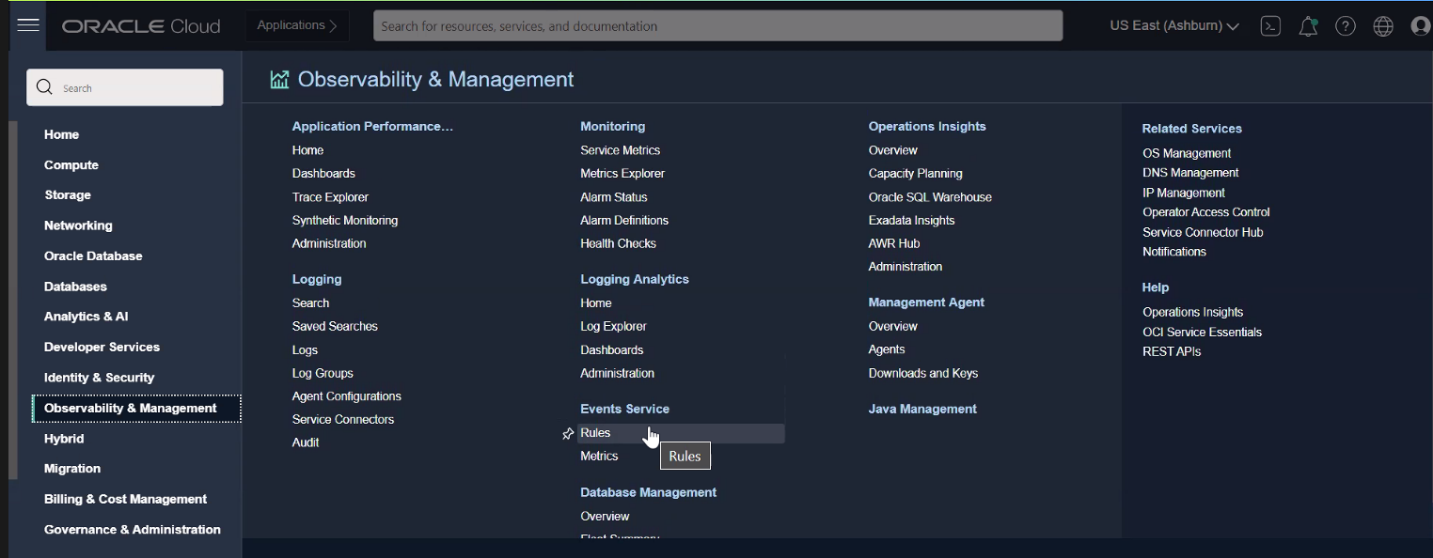 ORACLE Cloud
Applications >
Search for resources, services, and documentation
US East (Ashburn)
Search
Home
Compute
Storage
Networking
Oracle Database
Databases
Analytics & AI
Developer Services
Identity & Security
Observability & Management
Hybrid
Migration
Billing & Cost Management
Governance & Administration
Observability & Management
Application Performance...
Home
Dashboards
Trace Explorer
Synthetic Monitoring
Administration
Logging
Search
Saved Searches
Logs
Log Groups
Agent Configurations
Service Connectors
Audit
Monitoring
Service Metrics
Metrics Explorer
Alarm Status
Alarm Definitions
Health Checks
Logging Analytics
Home
Log Explorer
Dashboards
Administration
Events Service
Rules
Rules
Metrics
Database Management
Overview
Fleet Summary
Operations Insights
Overview
Capacity Planning
Oracle SQL Warehouse
Exadata Insights
AWR Hub
Administration
Management Agent
Overview
Agents
Downloads and Keys
Java Management
Related Services
OS Management
DNS Management
IP Management
Operator Access Control
Service Connector Hub
Notifications
Help
Operations Insights
OCI Service Essentials
REST APIs